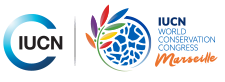 IUCN
IUCN
WORLD
CONSERVATION
CONGRESS
Marseille